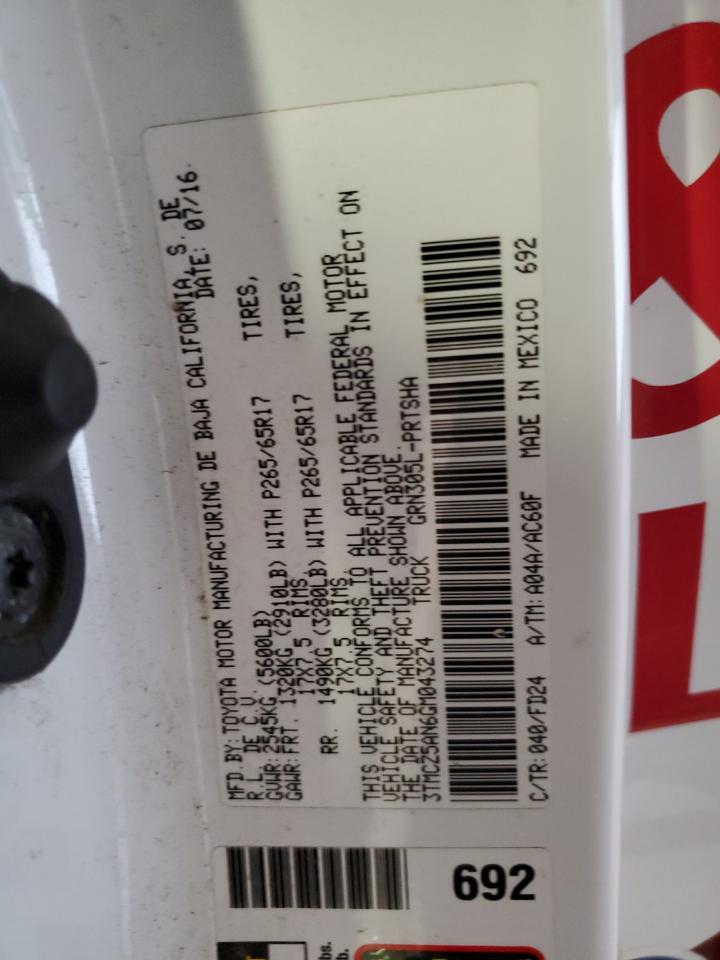 MFD.BY:TOYOTA MOTOR MANUFACTURING DE BAJA CALIFORNIA, S. DE
R.L. DE C.V. DATE: 07/16
GVWR:2545KG (5600LB)
GAWR:FRT. 1320KG (2910LB) WITH P265/65R17 TIRES,
17X7.5 RIMS
RR. 1490KG (3280LB) WITH P265/65R17 TIRES,
17X7.5 RIMS
THIS VEHICLE CONFORMS TO ALL APPLICABLE FEDERAL MOTOR
VEHICLE SAFETY AND THEFT PREVENTION STANDARDS IN EFFECT ON
THE DATE OF MANUFACTURE SHOWN ABOVE.
3TMCZ5AN6GM043274 TRUCK GRN305L-PRTSHA
C/TR:040/FD24 A/TM:A04A/AC60F MADE IN MEXICO 692
692